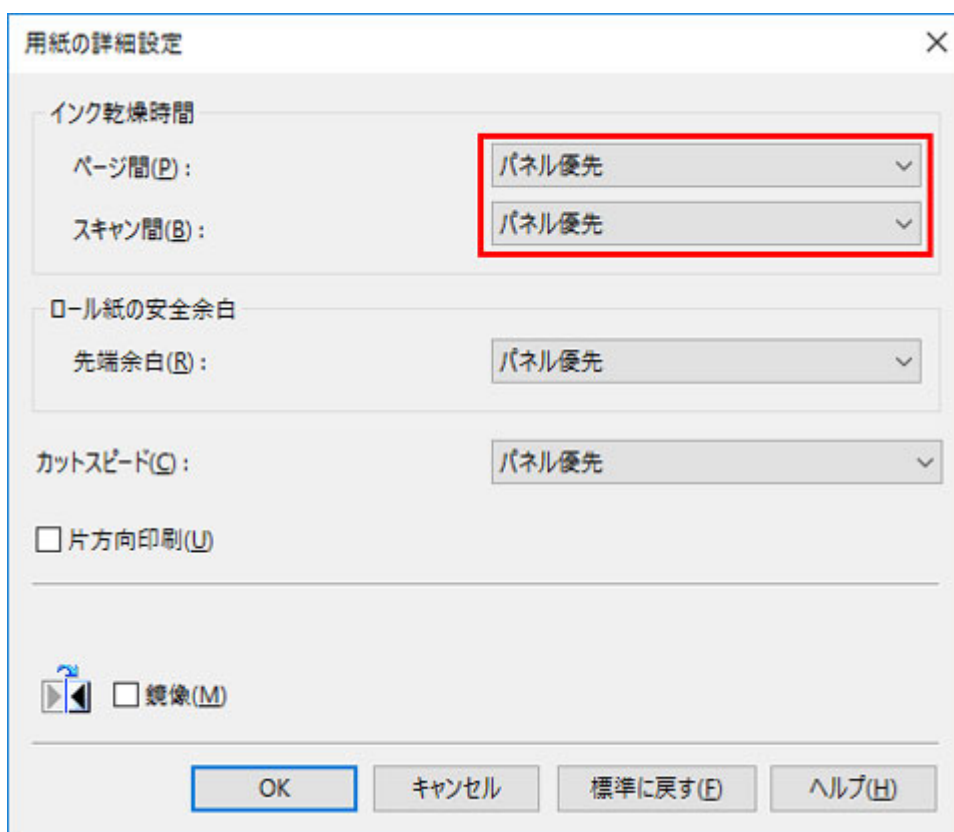 用紙の詳細設定
インク乾燥時間
ページ間(P) : パネル優先
スキャン間(B) : パネル優先
ロール紙の安全余白
先端余白(R) : パネル優先
カットスピード(C) : パネル優先
片方向印刷(U)
鏡像(M)
OK キャンセル 標準に戻す(F) ヘルプ(H)